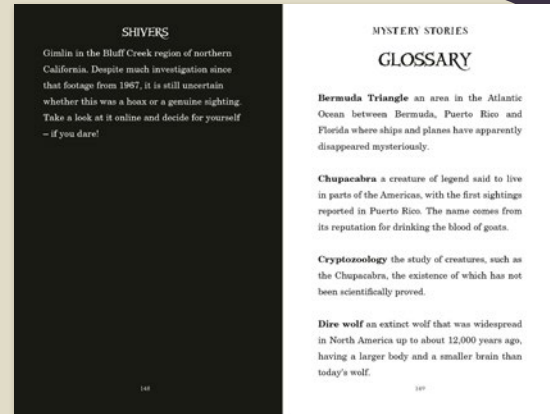 SHIVERS
Gimlin in the Bluff Creek region of northern
California. Despite much investigation since
that footage from 1967, it is still uncertain
whether this was a hoax or a genuine sighting.
Take a look at it online and decide for yourself
– if you dare!
148
MYSTERY STORIES
GLOSSARY
Bermuda Triangle an area in the Atlantic
Ocean between Bermuda, Puerto Rico and
Florida where ships and planes have apparently
disappeared mysteriously.
Chupacabra a creature of legend said to live
in parts of the Americas, with the first sightings
reported in Puerto Rico. The name comes from
its reputation for drinking the blood of goats.
Cryptozoology the study of creatures, such as
the Chupacabra, the existence of which has not
been scientifically proved.
Dire wolf an extinct wolf that was widespread
in North America up to about 12,000 years ago,
having a larger body and a smaller brain than
today's wolf.
149